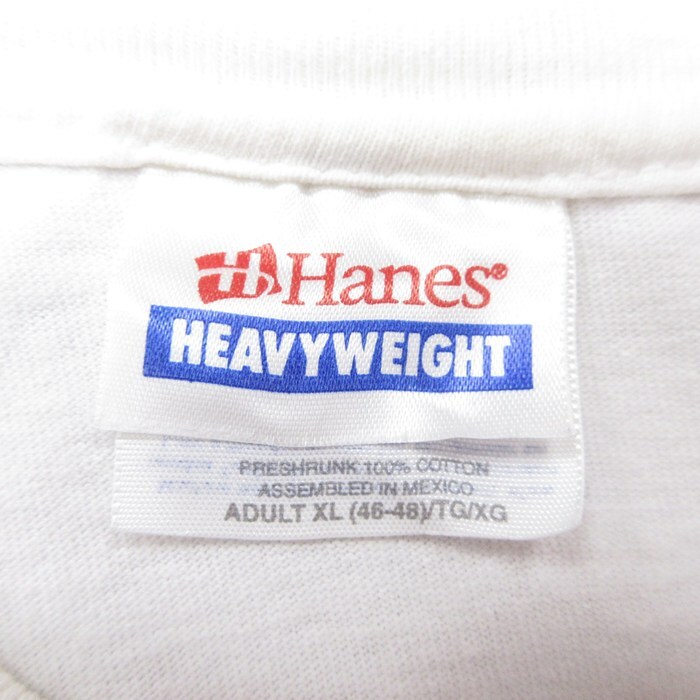 Hanes®
HEAVYWEIGHT
PRESHRUNK 100% COTTON
ASSEMBLED IN MEXICO
ADULT XL (46-48)/TG/XG